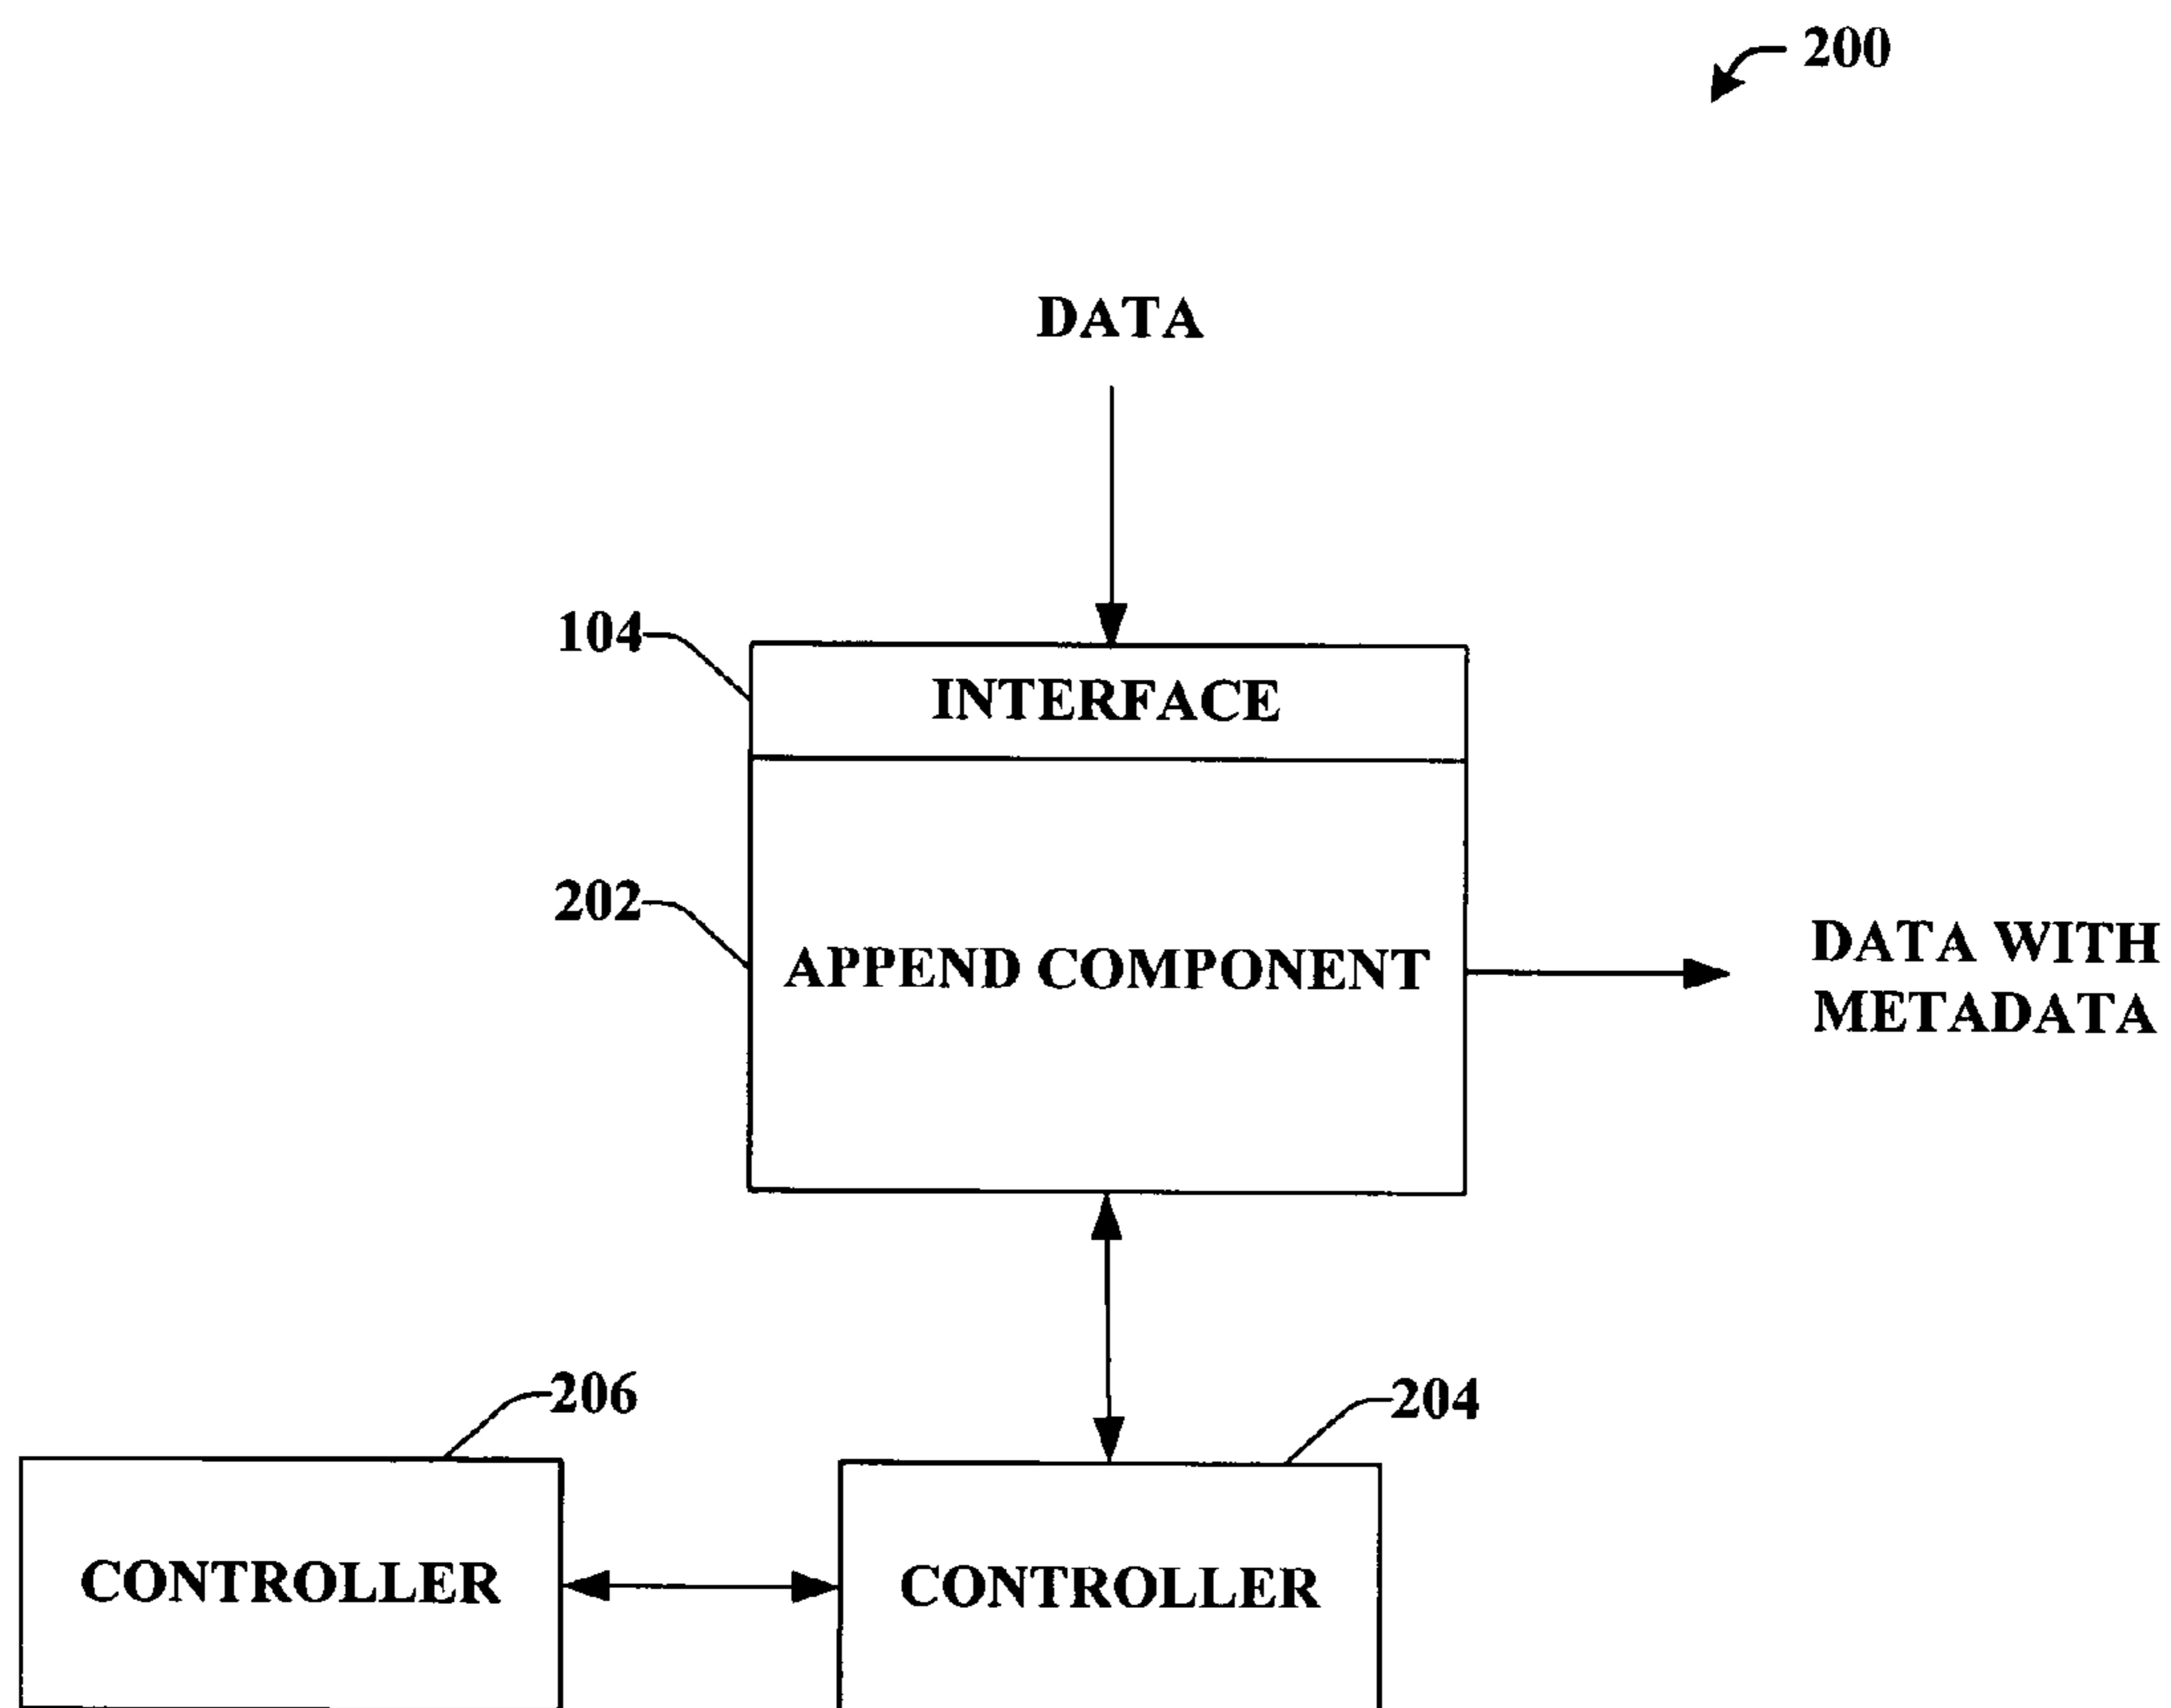 200
DATA
104
INTERFACE
202
APPEND COMPONENT
DATA WITH
METADATA
206
204
CONTROLLER
CONTROLLER